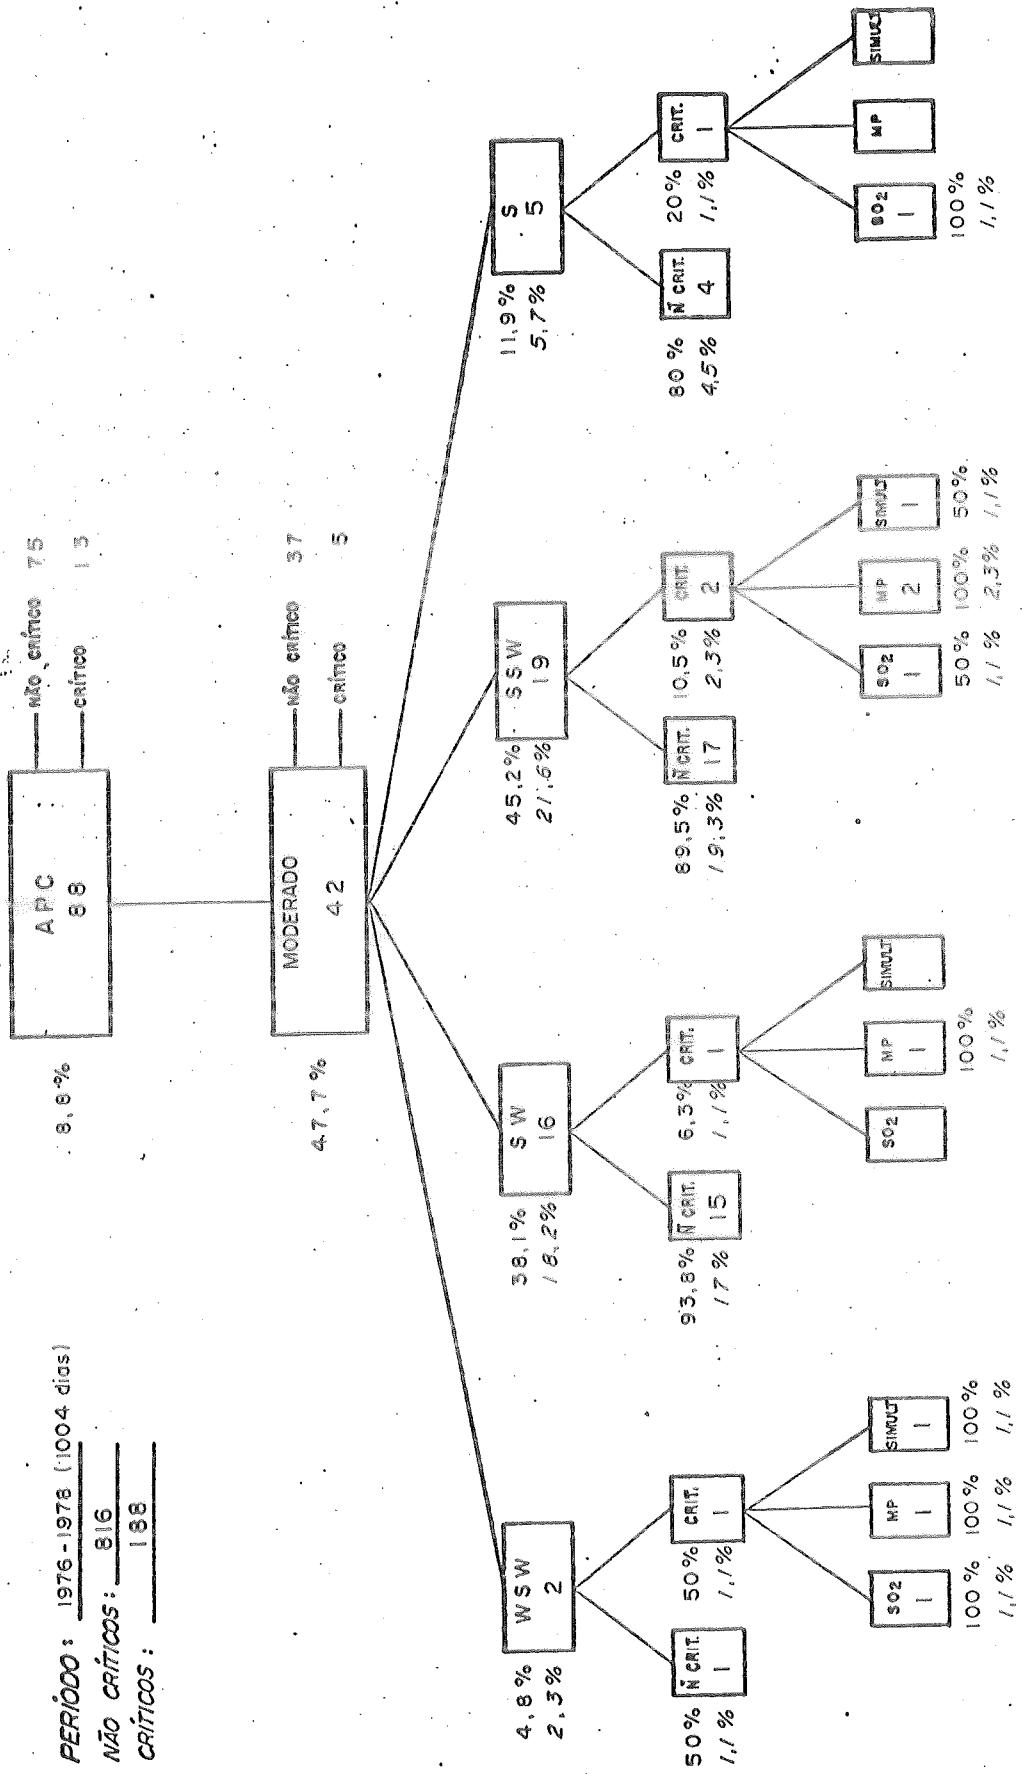 PERÍODO: 1976-1978 (1004 dias)
NÃO CRÍTICOS: 816
CRÍTICOS: 188
8,8%
APC
88
NÃO CRÍTICO 75
CRÍTICO 13
47,7%
MODERADO
42
NÃO CRÍTICO 37
CRÍTICO 5
4,8%
2,3%
WSW
2
38,1%
18,2%
SW
16
45,2%
21,6%
SSW
19
11,9%
5,7%
S
5
50%
1,1%
N̄ CRIT.
1
50%
1,1%
CRIT.
1
93,8%
17%
N̄ CRIT.
15
6,3%
1,1%
CRIT.
1
89,5%
19,3%
N̄ CRIT.
17
10,5%
2,3%
CRIT.
2
80%
4,5%
N̄ CRIT.
4
20%
1,1%
CRIT.
1
SO2
1
100%
1,1%
MP
1
100%
1,1%
SIMULT
1
100%
1,1%
SO2
MP
1
100%
1,1%
SIMULT
SO2
1
50%
1,1%
MP
2
100%
2,3%
SIMULT
1
50%
1,1%
SO2
1
100%
1,1%
MP
SIMULT